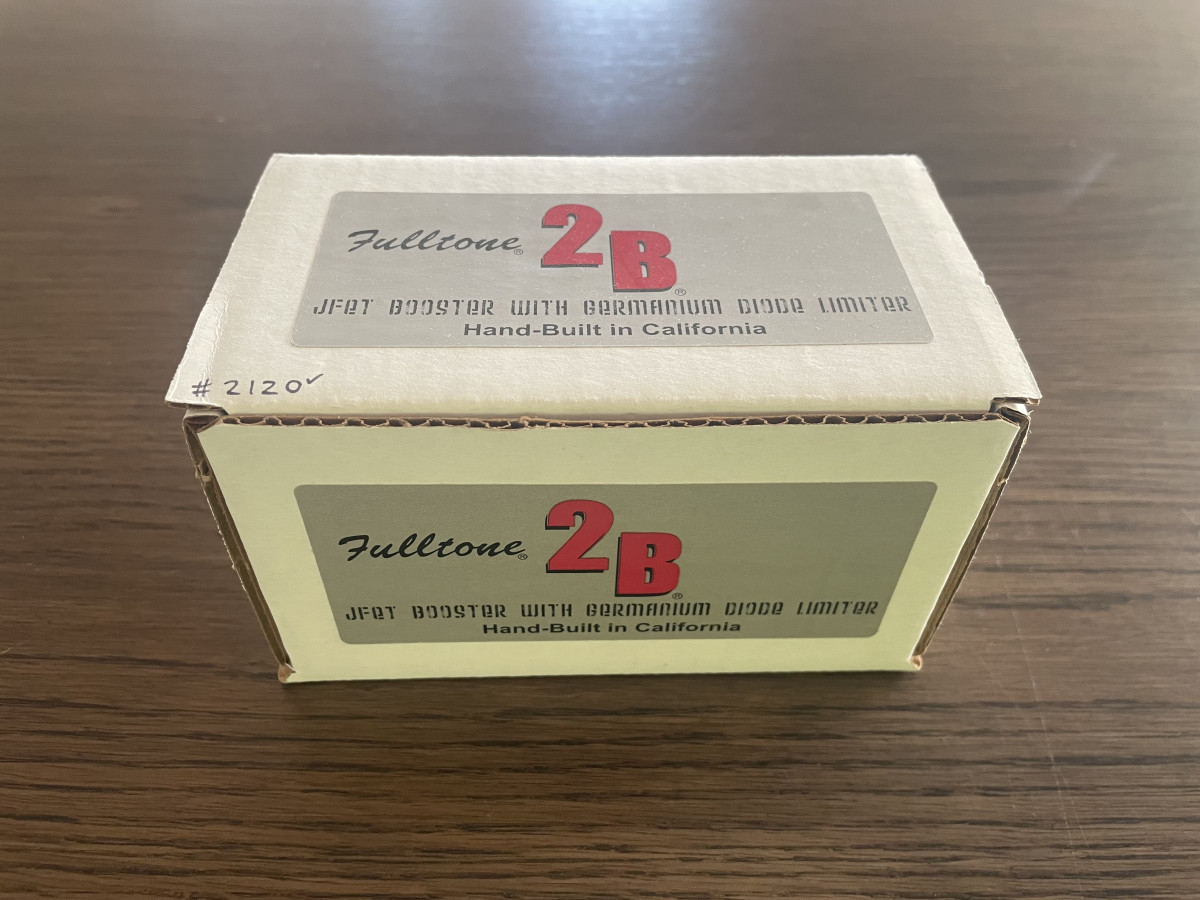 Fulltone® 2B®
JFET BOOSTER WITH GERMANIUM DIODE LIMITER
Hand-Built in California
# 2120✓
Fulltone® 2B®
JFET BOOSTER WITH GERMANIUM DIODE LIMITER
Hand-Built in California